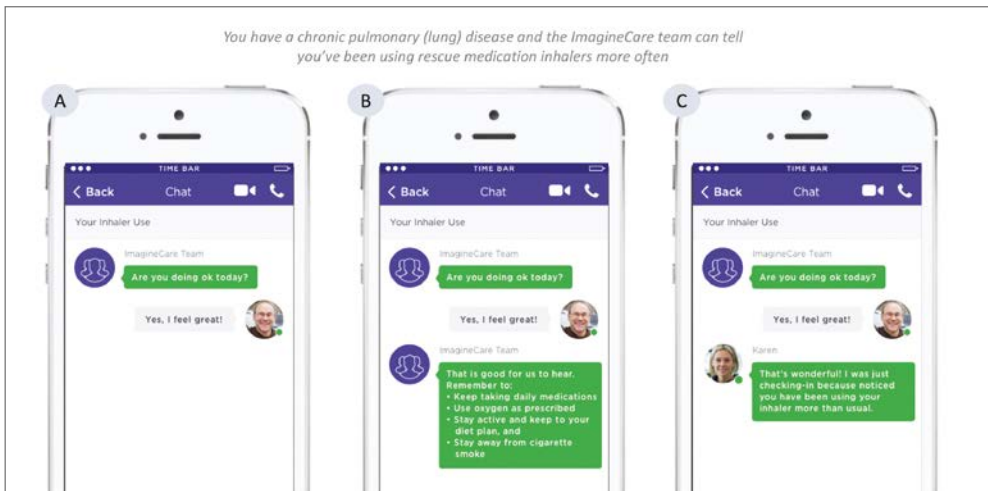 You have a chronic pulmonary (lung) disease and the ImagineCare team can tell
you've been using rescue medication inhalers more often
A
TIME BAR
Back Chat
Your Inhaler Use
ImagineCare Team
Are you doing ok today?
Yes, I feel great!
B
TIME BAR
Back Chat
Your Inhaler Use
ImagineCare Team
Are you doing ok today?
Yes, I feel great!
ImagineCare Team
That is good for us to hear.
Remember to:
• Keep taking daily medications
• Use oxygen as prescribed
• Stay active and keep to your
diet plan, and
• Stay away from cigarette
smoke
C
TIME BAR
Back Chat
Your Inhaler Use
ImagineCare Team
Are you doing ok today?
Yes, I feel great!
Karen
That's wonderful! I was just
checking-in because noticed
you have been using your
inhaler more than usual.